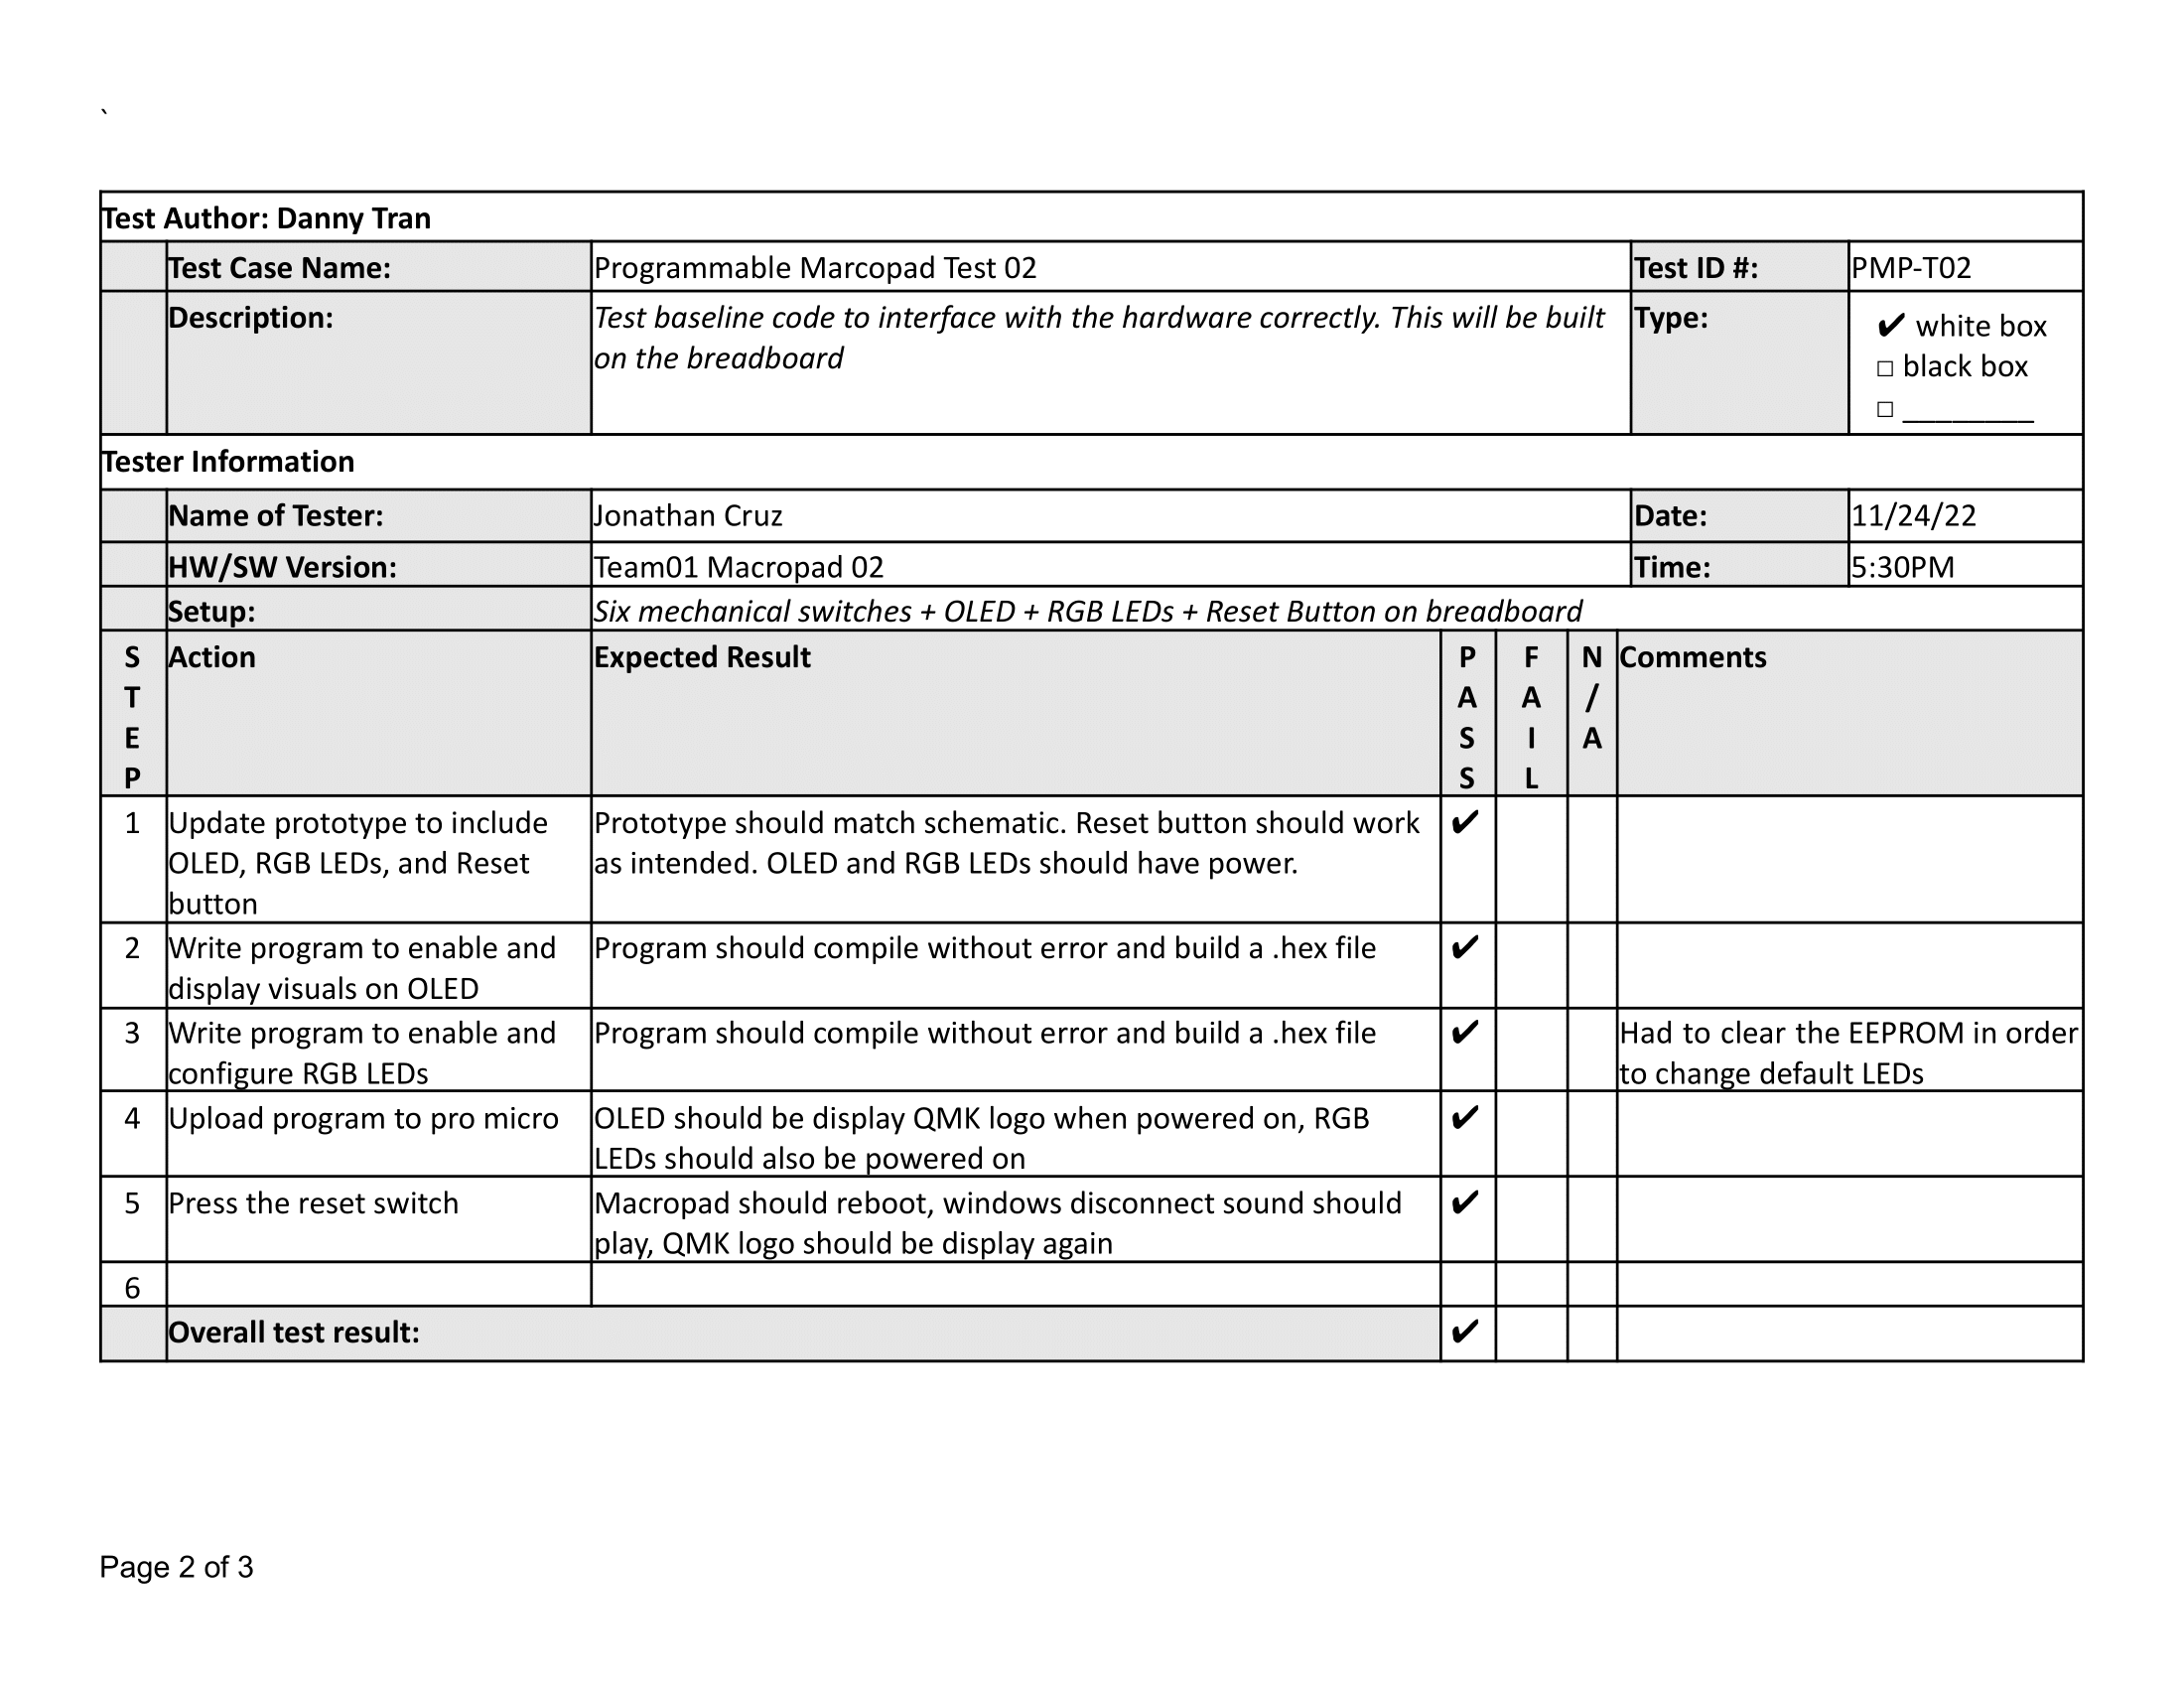 `
Test Author: Danny Tran
Test Case Name: Programmable Marcopad Test 02 Test ID #: PMP-T02
Description: Test baseline code to interface with the hardware correctly. This will be built Type: ✔ white box
on the breadboard □ black box
□ ________
Tester Information
Name of Tester: Jonathan Cruz Date: 11/24/22
HW/SW Version: Team01 Macropad 02 Time: 5:30PM
Setup: Six mechanical switches + OLED + RGB LEDs + Reset Button on breadboard
STEP Action Expected Result PASS FAIL N/A Comments
1 Update prototype to include Prototype should match schematic. Reset button should work ✔
OLED, RGB LEDs, and Reset as intended. OLED and RGB LEDs should have power.
button
2 Write program to enable and Program should compile without error and build a .hex file ✔
display visuals on OLED
3 Write program to enable and Program should compile without error and build a .hex file ✔ Had to clear the EEPROM in order
configure RGB LEDs to change default LEDs
4 Upload program to pro micro OLED should be display QMK logo when powered on, RGB ✔
LEDs should also be powered on
5 Press the reset switch Macropad should reboot, windows disconnect sound should ✔
play, QMK logo should be display again
6
Overall test result: ✔
Page 2 of 3